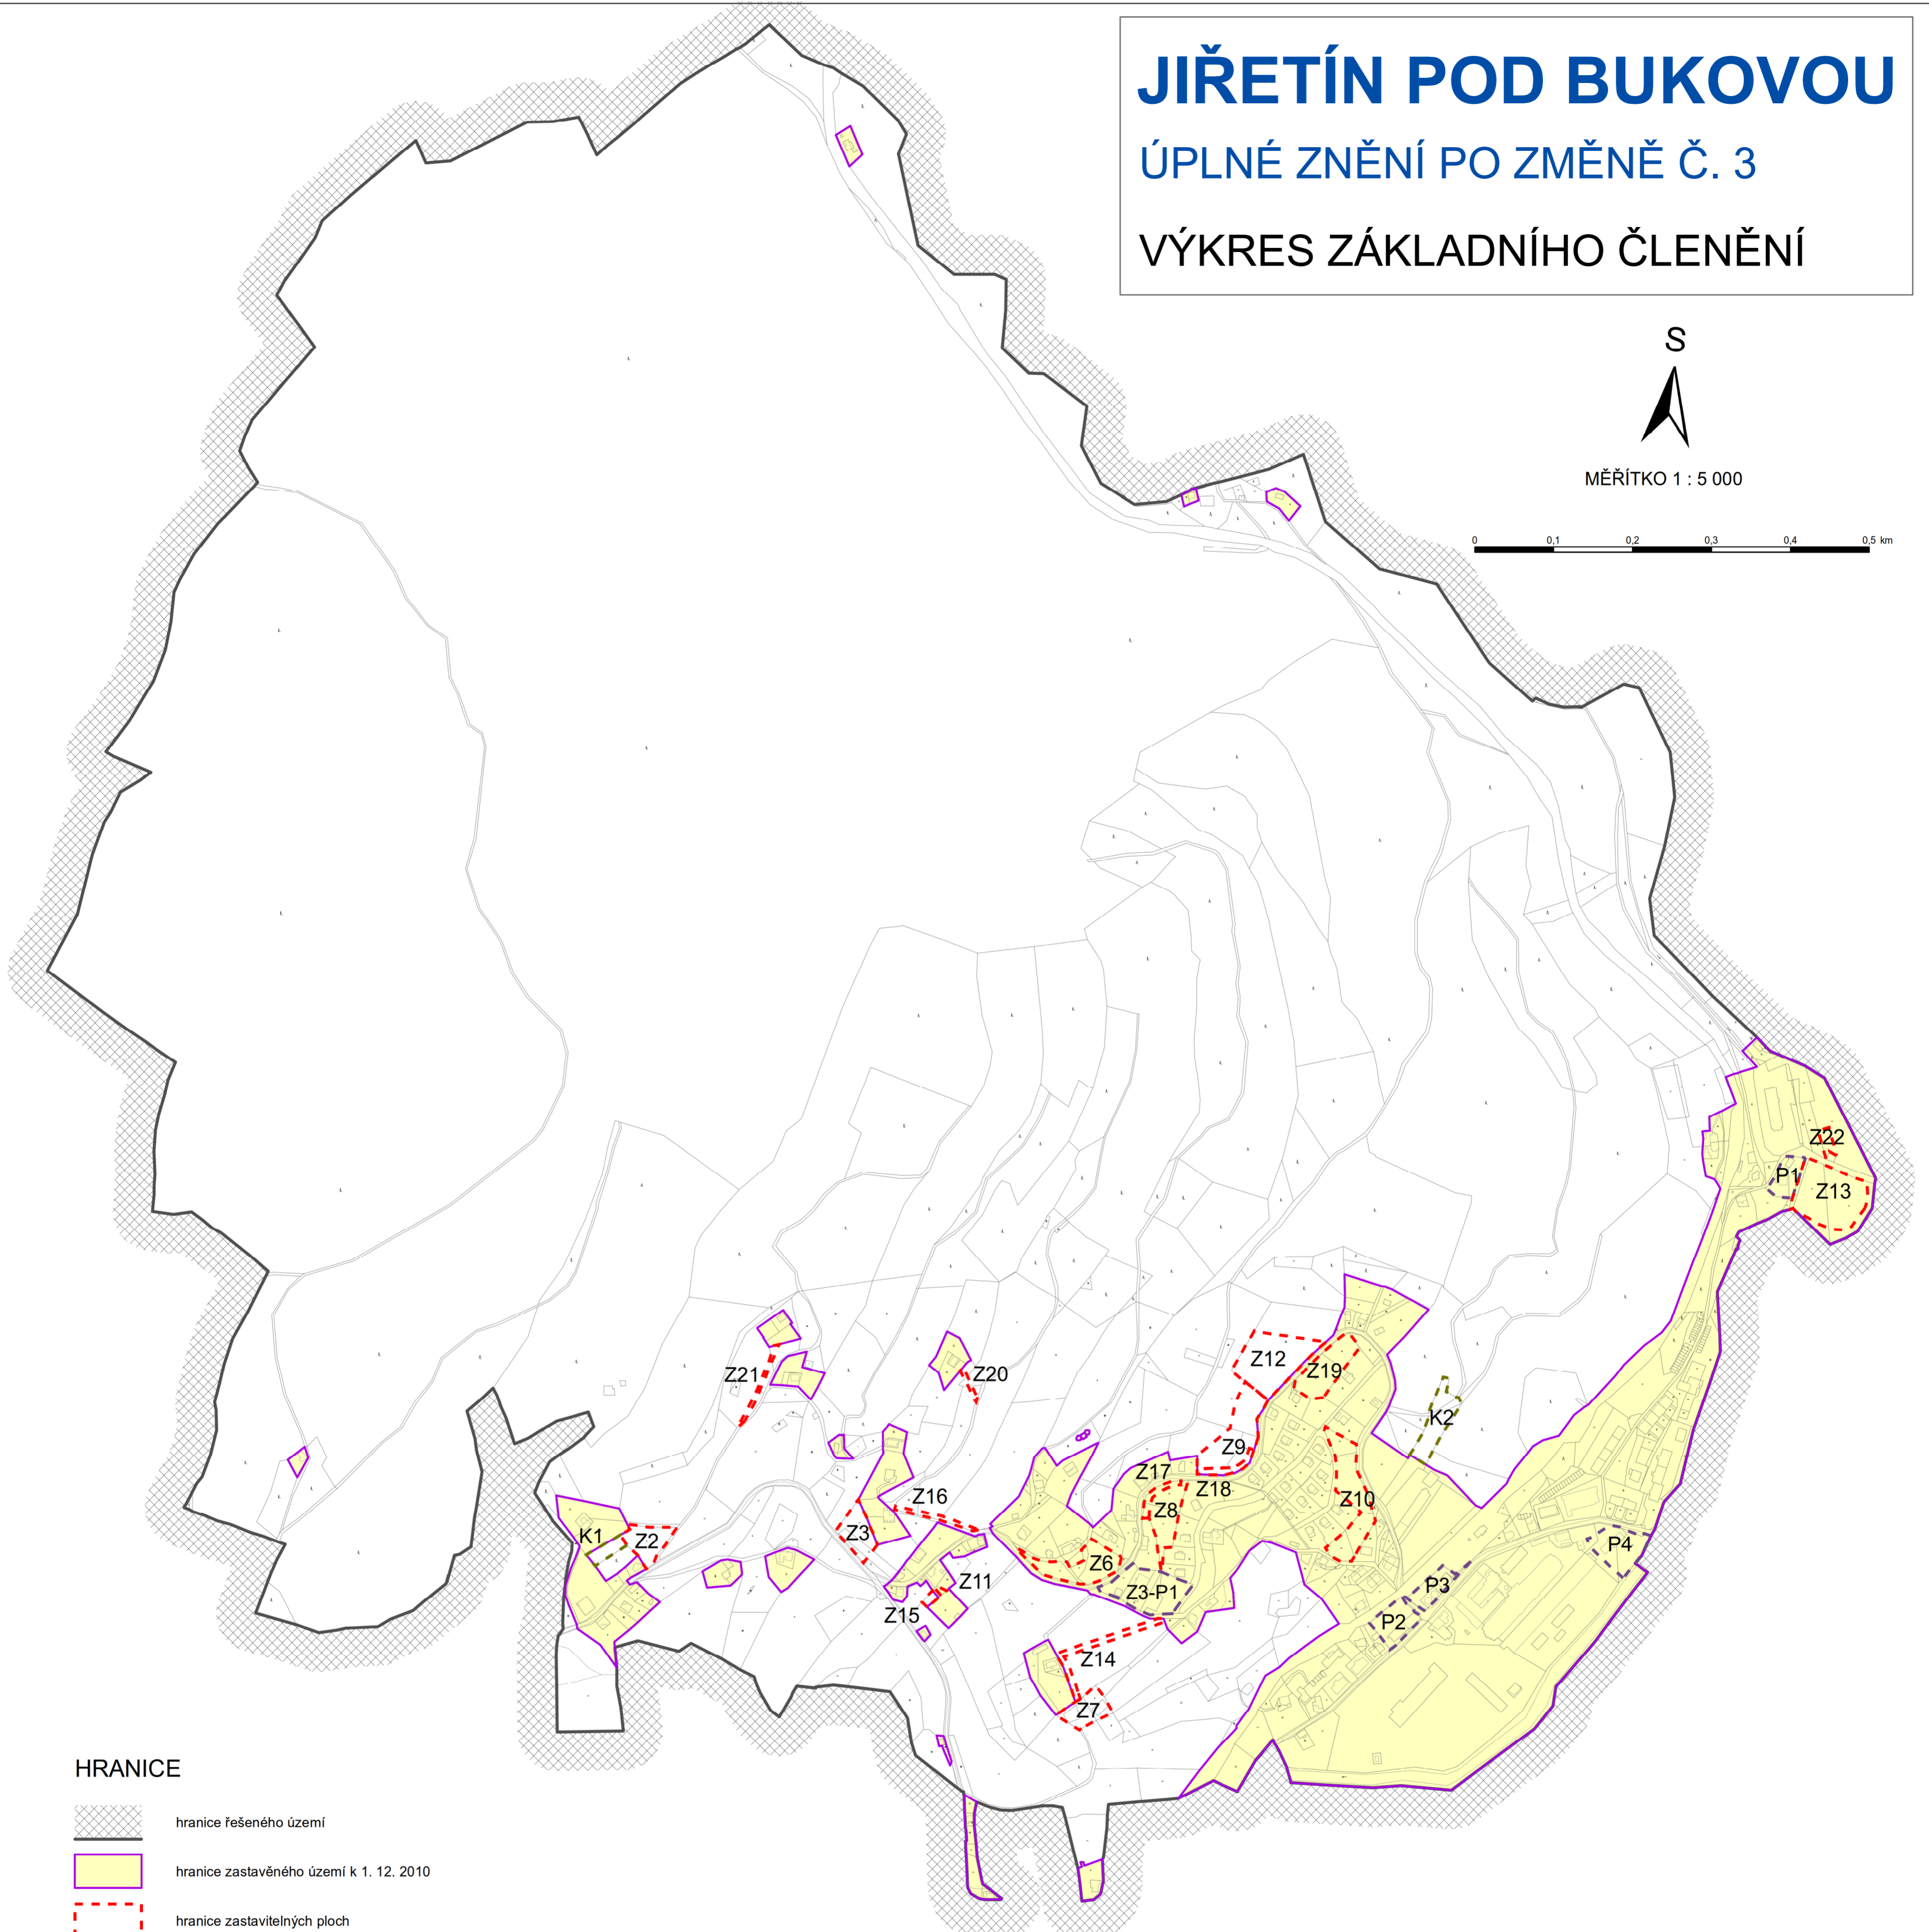 JIŘETÍN POD BUKOVOU
ÚPLNÉ ZNĚNÍ PO ZMĚNĚ Č. 3
VÝKRES ZÁKLADNÍHO ČLENĚNÍ
S
MĚŘÍTKO 1 : 5 000
0 0,1 0,2 0,3 0,4 0,5 km
Z22
P1
Z13
Z12
Z19
Z21
Z20
K2
Z9
Z17
Z18
Z8
Z10
Z16
Z3
K1
Z2
P4
Z6
Z11
P3
Z3-P1
Z15
P2
Z14
Z7
HRANICE
hranice řešeného území
hranice zastavěného území k 1. 12. 2010
hranice zastavitelných ploch